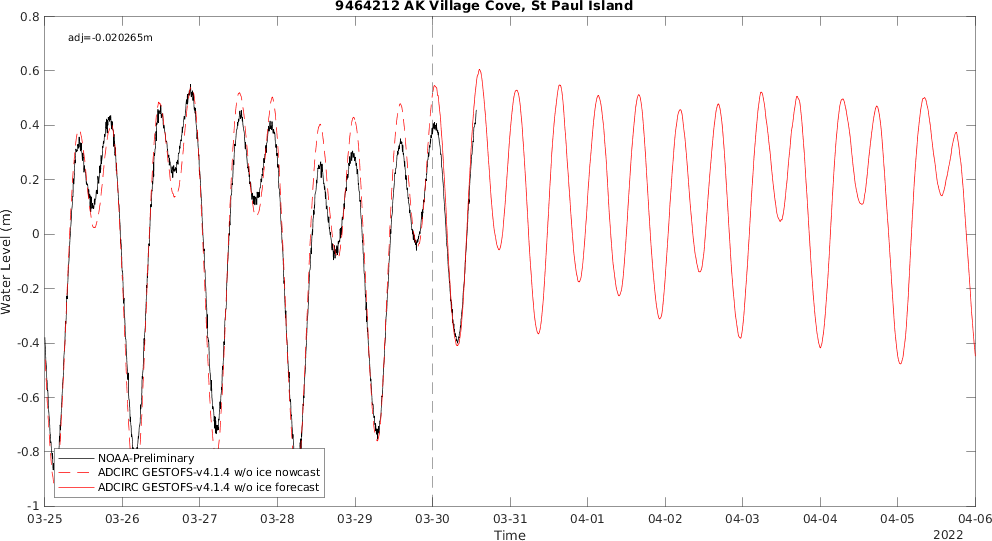 9464212 AK Village Cove, St Paul Island
adj=-0.020265m
Water Level (m)
0.8
0.6
0.4
0.2
0
-0.2
-0.4
-0.6
-0.8
-1
NOAA-Preliminary
ADCIRC GESTOFS-v4.1.4 w/o ice nowcast
ADCIRC GESTOFS-v4.1.4 w/o ice forecast
03-25 03-26 03-27 03-28 03-29 03-30 03-31 04-01 04-02 04-03 04-04 04-05 04-06
Time
2022